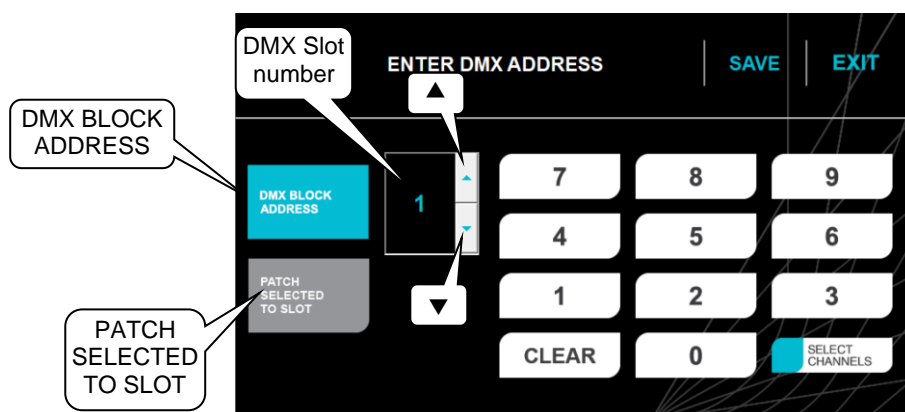 DMX Slot
number
ENTER DMX ADDRESS
SAVE
EXIT
▲
DMX BLOCK
ADDRESS
DMX BLOCK
ADDRESS
1
7
8
9
4
5
6
PATCH
SELECTED
TO SLOT
▼
1
2
3
PATCH
SELECTED
TO SLOT
CLEAR
0
SELECT
CHANNELS